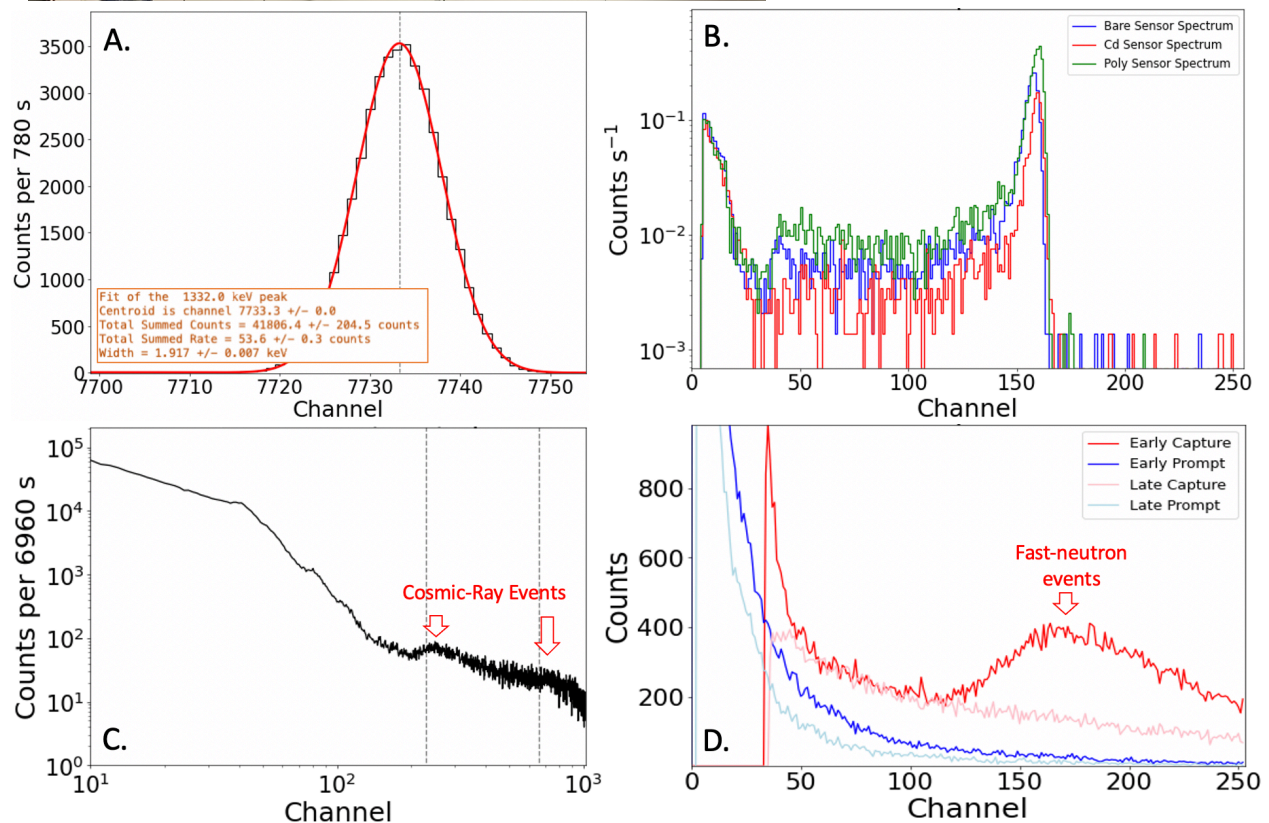 A.
3500
3000
2500
2000
1500
1000
500
0
Counts per 780 s
Fit of the 1332.0 keV peak
Centroid is channel 7733.3 +/- 0.0
Total Summed Counts = 41806.4 +/- 204.5 counts
Total Summed Rate = 53.6 +/- 0.3 counts
Width = 1.917 +/- 0.007 keV
7700 7710 7720 7730 7740 7750
Channel
B.
Bare Sensor Spectrum
Cd Sensor Spectrum
Poly Sensor Spectrum
10⁻¹
10⁻²
10⁻³
Counts s⁻¹
0 50 100 150 200 250
Channel
10⁵
10⁴
10³
10²
10¹
10⁰
Counts per 6960 s
Cosmic-Ray Events
C.
10¹ 10² 10³
Channel
Early Capture
Early Prompt
Late Capture
Late Prompt
800
600
400
200
Counts
Fast-neutron
events
D.
0 50 100 150 200 250
Channel